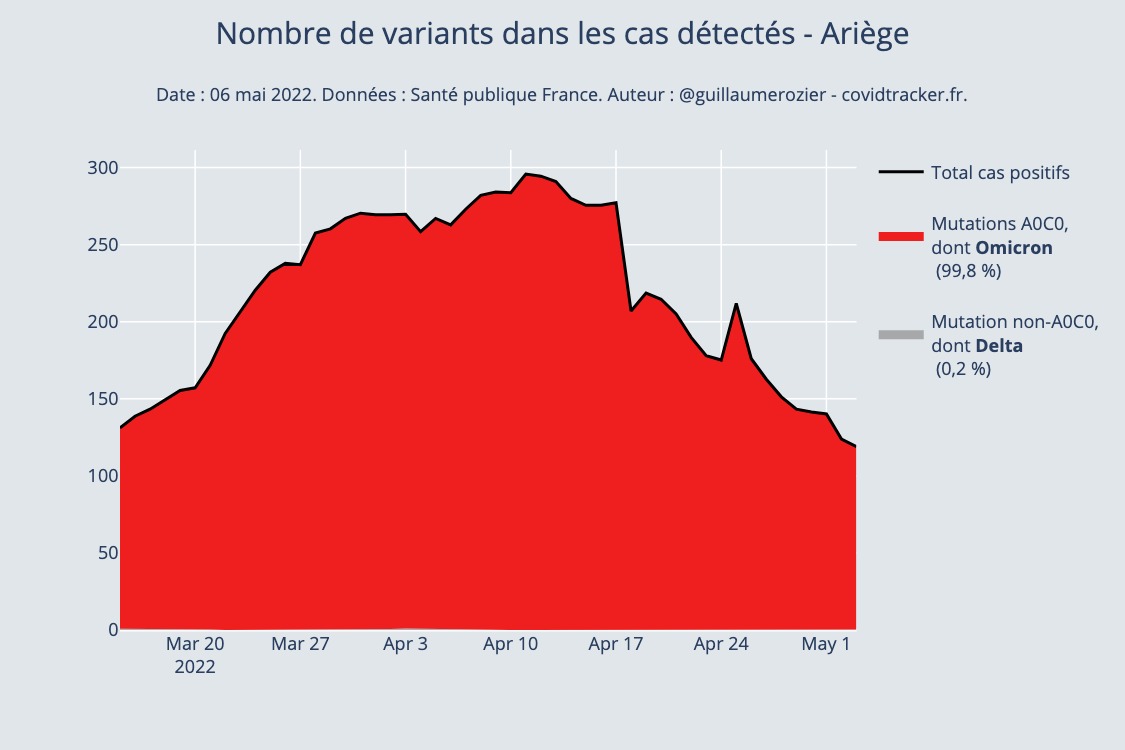 Nombre de variants dans les cas détectés - Ariège
Date : 06 mai 2022. Données : Santé publique France. Auteur : @guillaumerozier - covidtracker.fr.
300
250
200
150
100
50
0
Mar 20
2022
Mar 27
Apr 3
Apr 10
Apr 17
Apr 24
May 1
Total cas positifs
Mutations A0C0,
dont Omicron
(99,8 %)
Mutation non-A0C0,
dont Delta
(0,2 %)